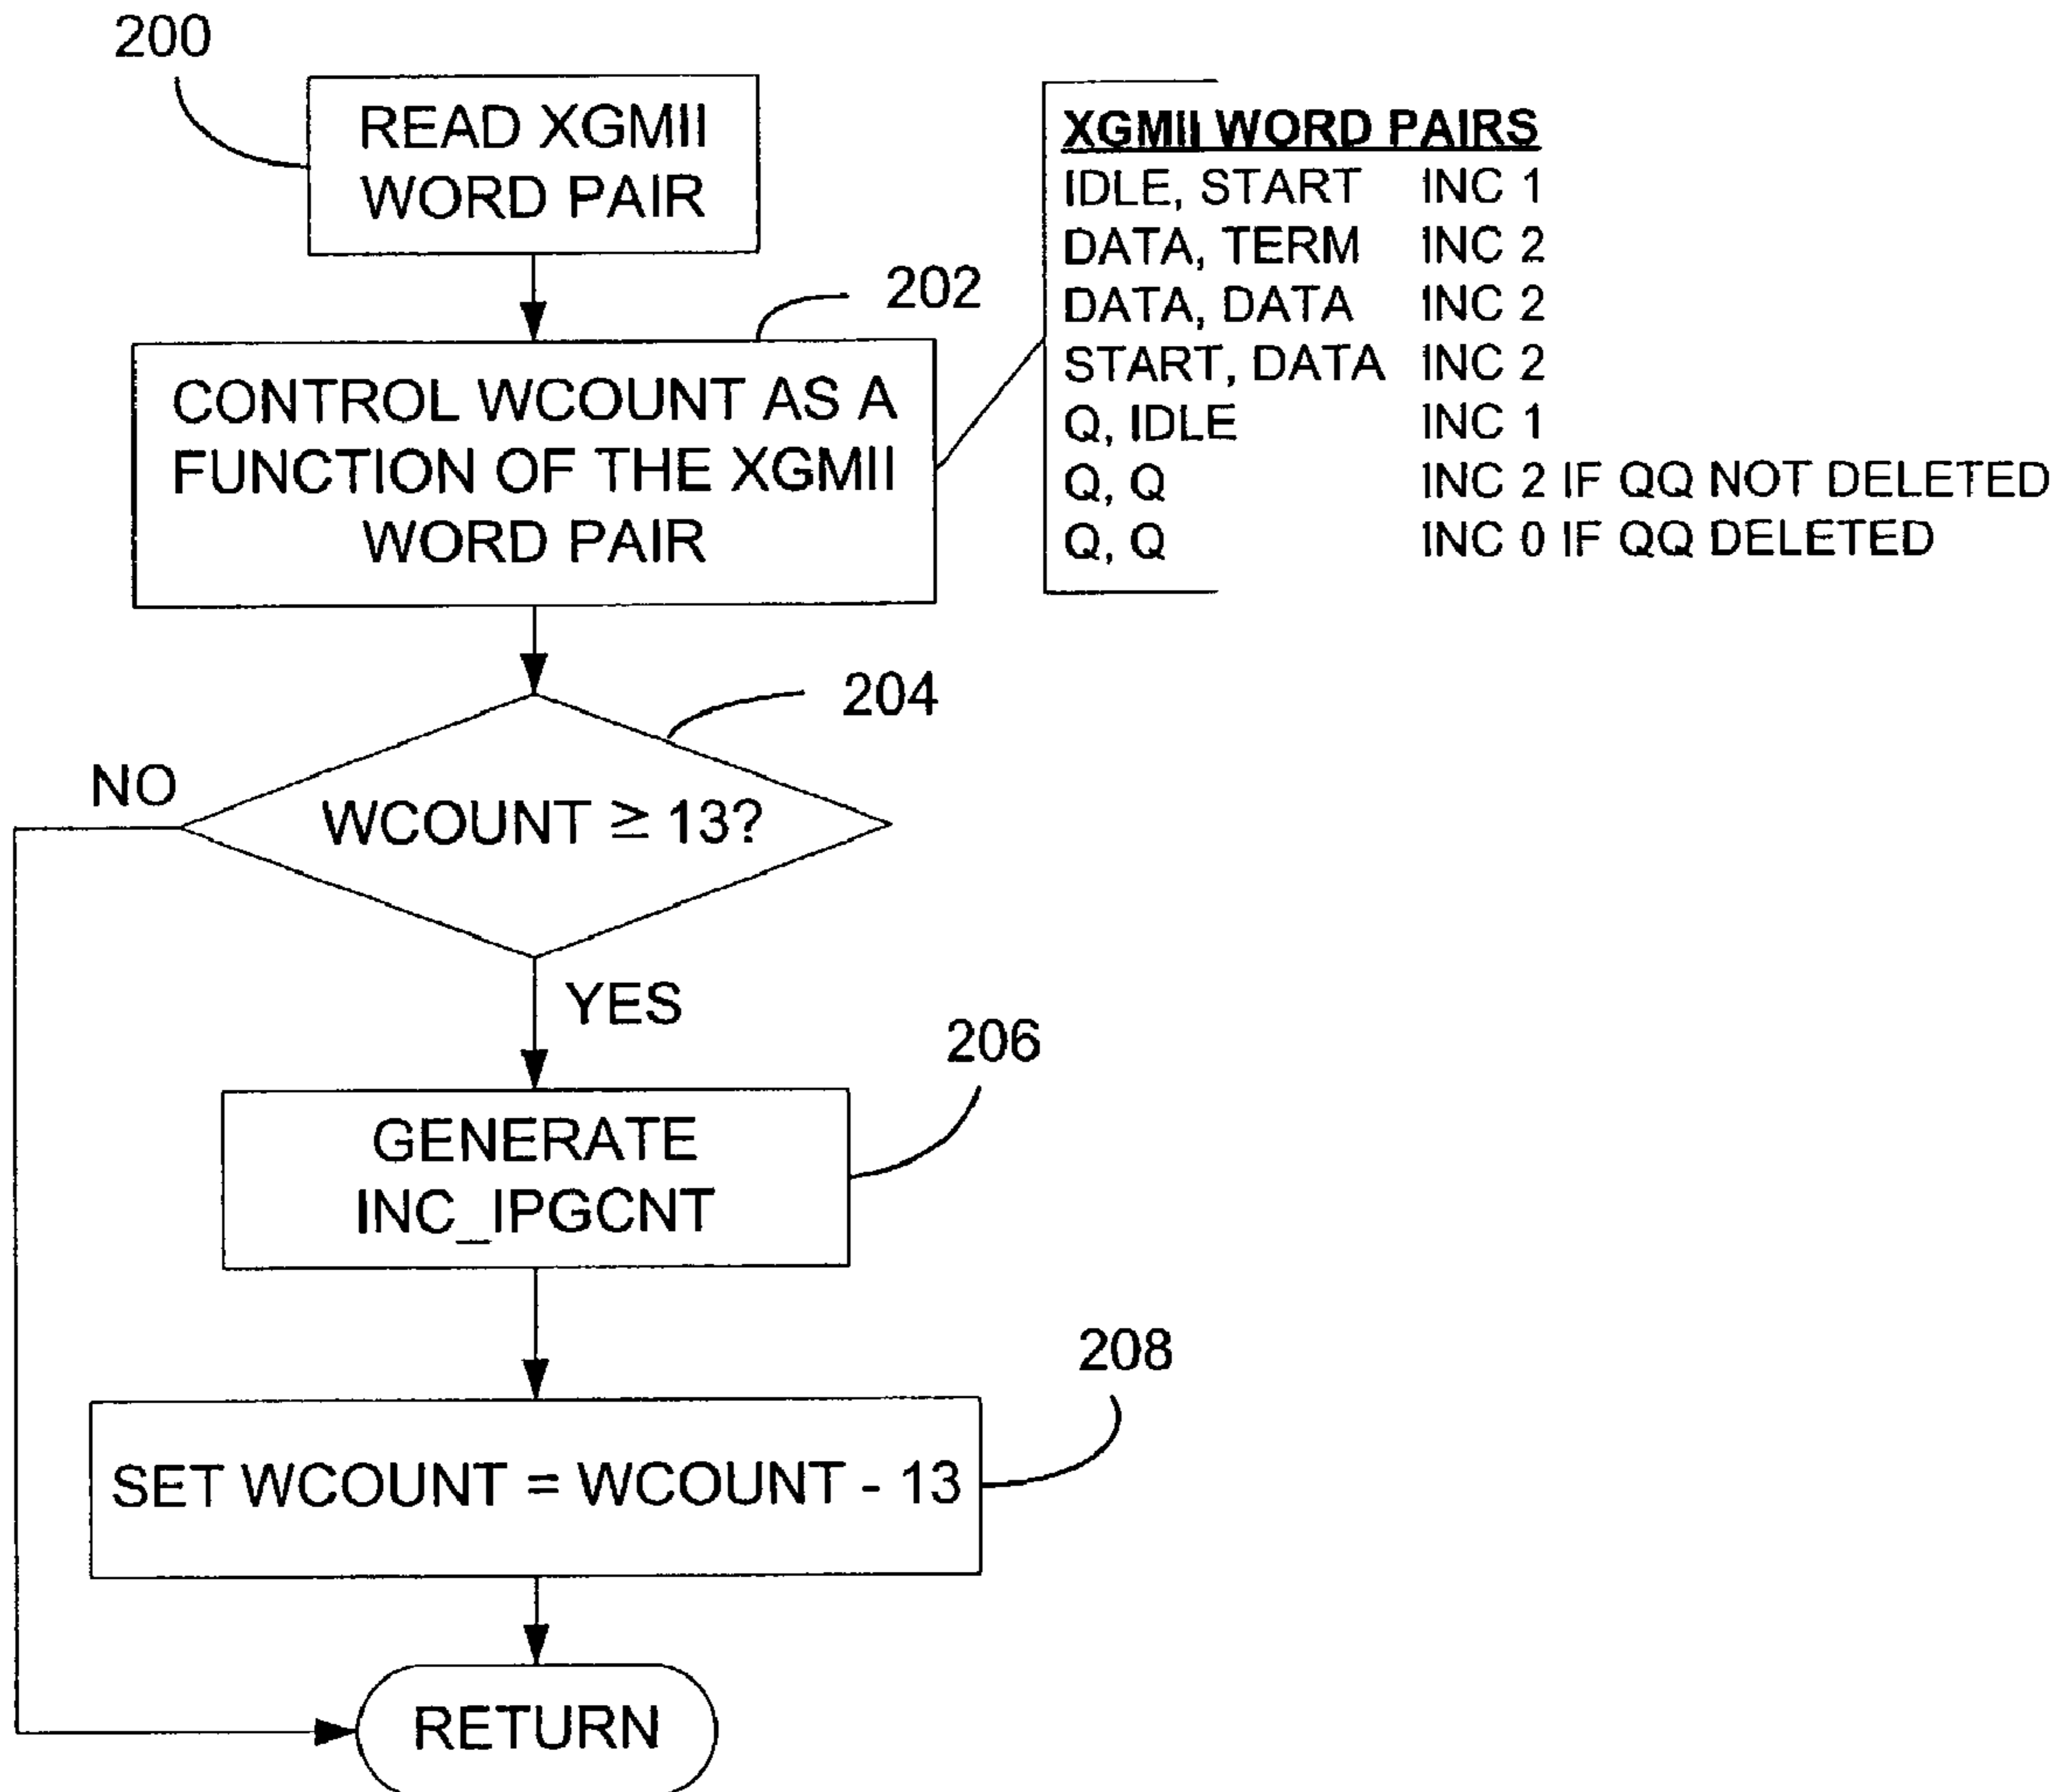 200
READ XGMII
WORD PAIR
XGMII WORD PAIRS
IDLE, START INC 1
DATA, TERM INC 2
DATA, DATA INC 2
START, DATA INC 2
Q, IDLE INC 1
Q, Q INC 2 IF QQ NOT DELETED
Q, Q INC 0 IF QQ DELETED
202
CONTROL WCOUNT AS A
FUNCTION OF THE XGMII
WORD PAIR
204
NO
WCOUNT ≥ 13?
YES
206
GENERATE
INC_IPGCNT
208
SET WCOUNT = WCOUNT - 13
RETURN